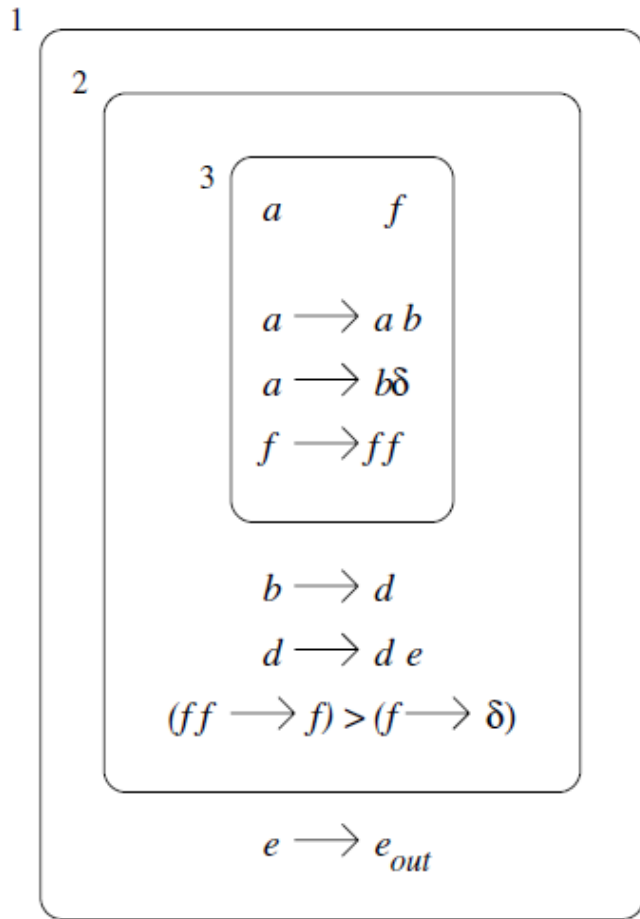 1
2
3
a f
a ⟶ a b
a ⟶ bδ
f ⟶ ff
b ⟶ d
d ⟶ d e
(ff ⟶ f) > (f ⟶ δ)
e ⟶ e_out